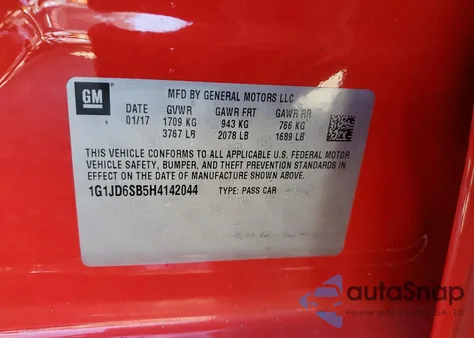 GM
MFD BY GENERAL MOTORS LLC
DATE GVWR GAWR FRT GAWR RR
01/17 1709 KG 943 KG 766 KG
3767 LB 2078 LB 1689 LB
THIS VEHICLE CONFORMS TO ALL APPLICABLE U.S. FEDERAL MOTOR
VEHICLE SAFETY, BUMPER, AND THEFT PREVENTION STANDARDS IN
EFFECT ON THE DATE OF MANUFACTURE SHOWN ABOVE.
1G1JD6SB5H4142044 TYPE: PASS CAR
autoSnap